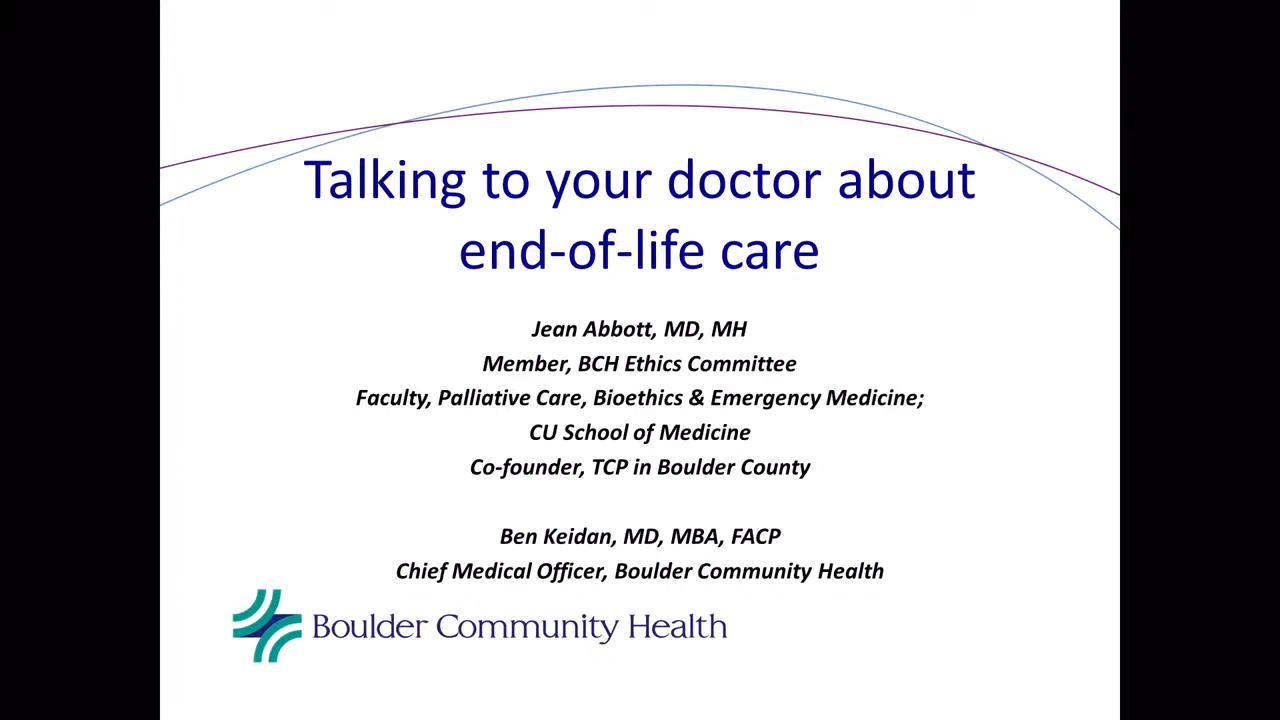 Talking to your doctor about
end-of-life care
Jean Abbott, MD, MH
Member, BCH Ethics Committee
Faculty, Palliative Care, Bioethics & Emergency Medicine;
CU School of Medicine
Co-founder, TCP in Boulder County
Ben Keidan, MD, MBA, FACP
Chief Medical Officer, Boulder Community Health
Boulder Community Health